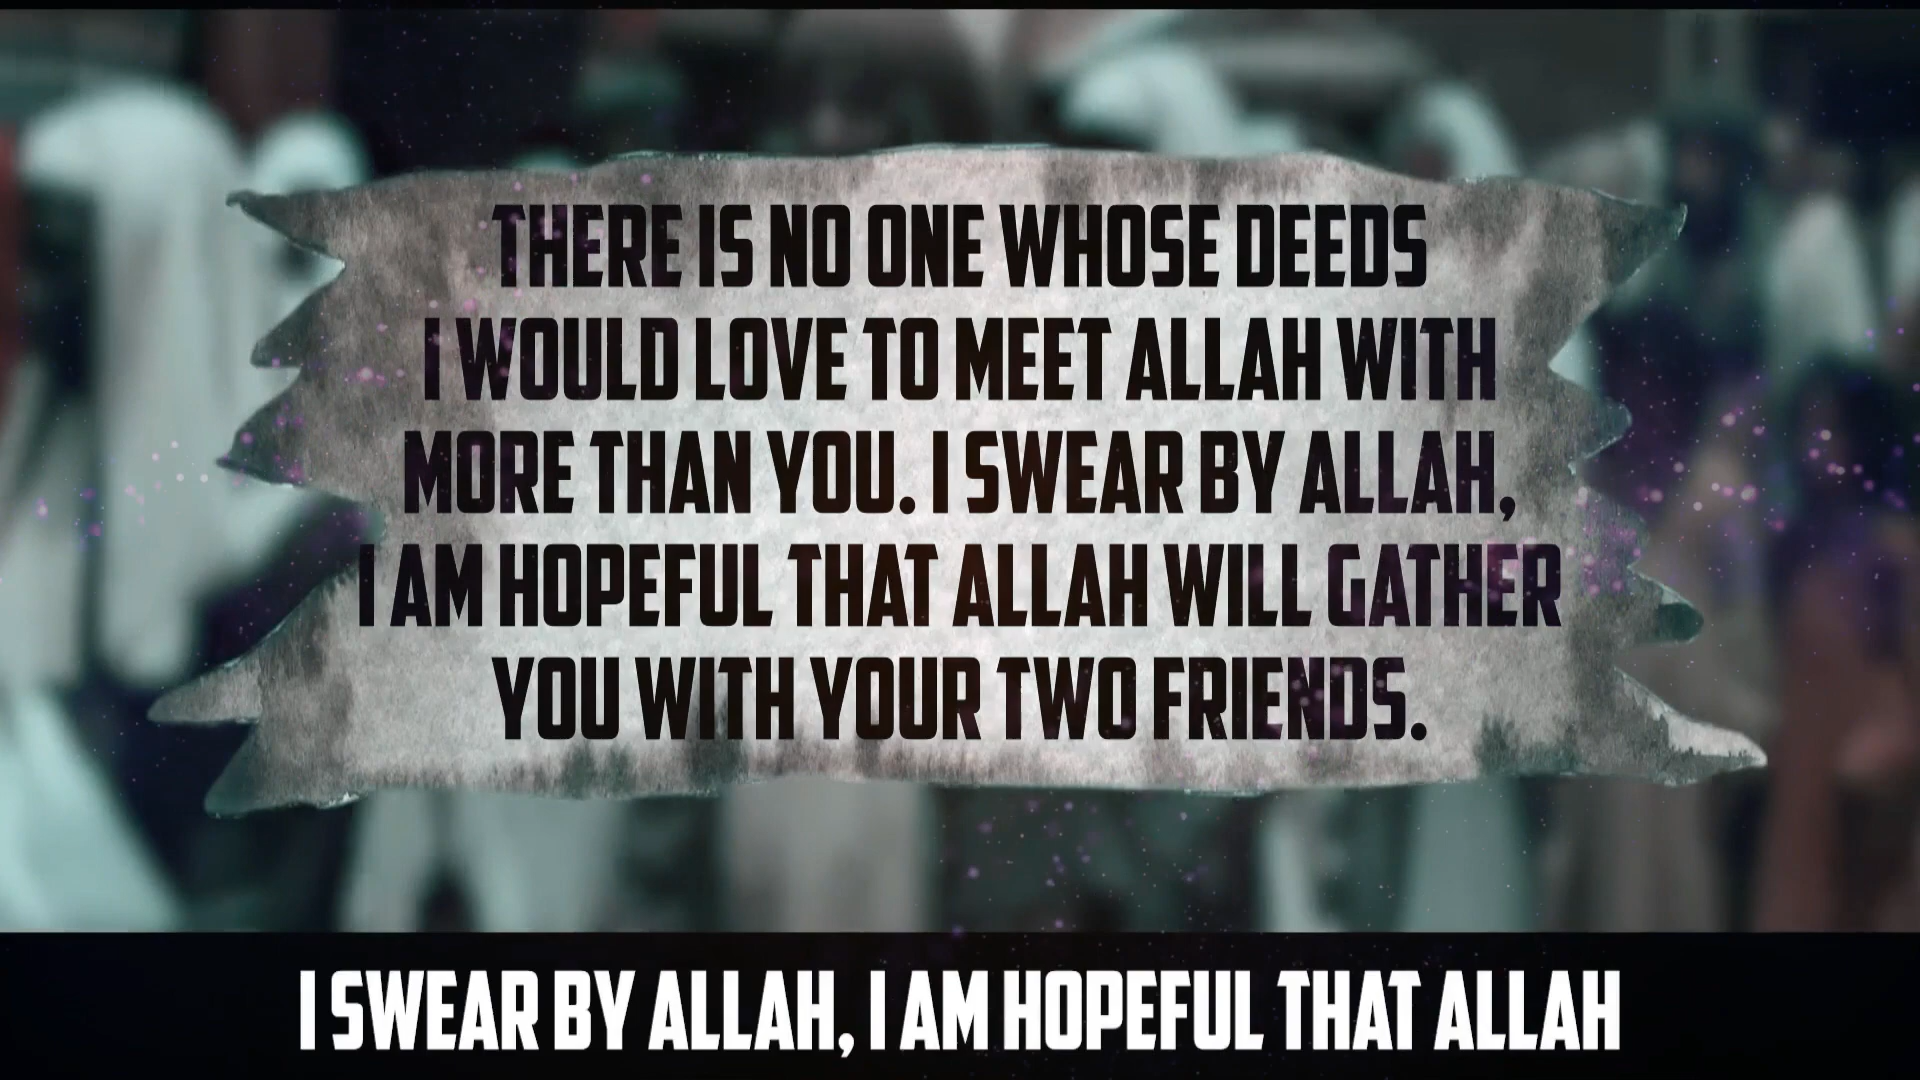 THERE IS NO ONE WHOSE DEEDS
I WOULD LOVE TO MEET ALLAH WITH
MORE THAN YOU. I SWEAR BY ALLAH,
I AM HOPEFUL THAT ALLAH WILL GATHER
YOU WITH YOUR TWO FRIENDS.
I SWEAR BY ALLAH, I AM HOPEFUL THAT ALLAH